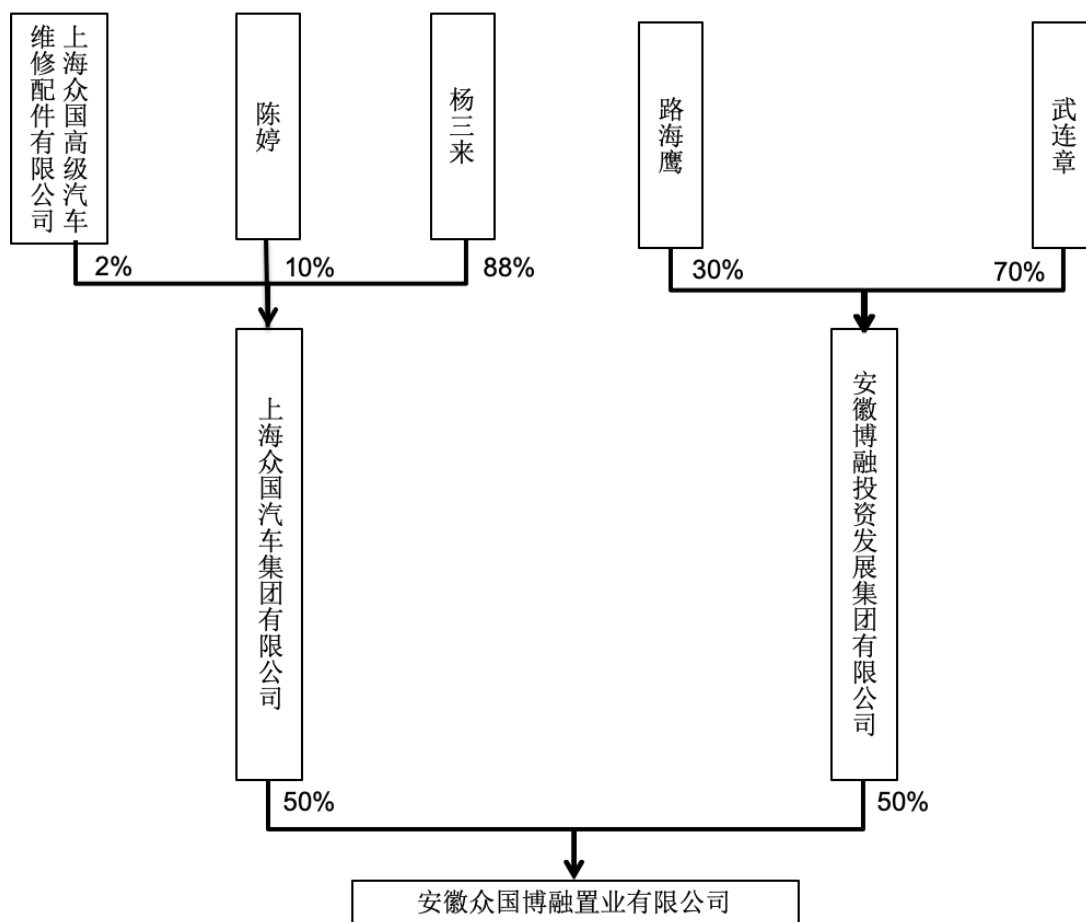 上海众国高级汽车
维修配件有限公司
陈婷
杨三来
路海鹰
武连章
2%
10%
88%
30%
70%
上海众国汽车集团有限公司
安徽博融投资发展集团有限公司
50%
50%
安徽众国博融置业有限公司